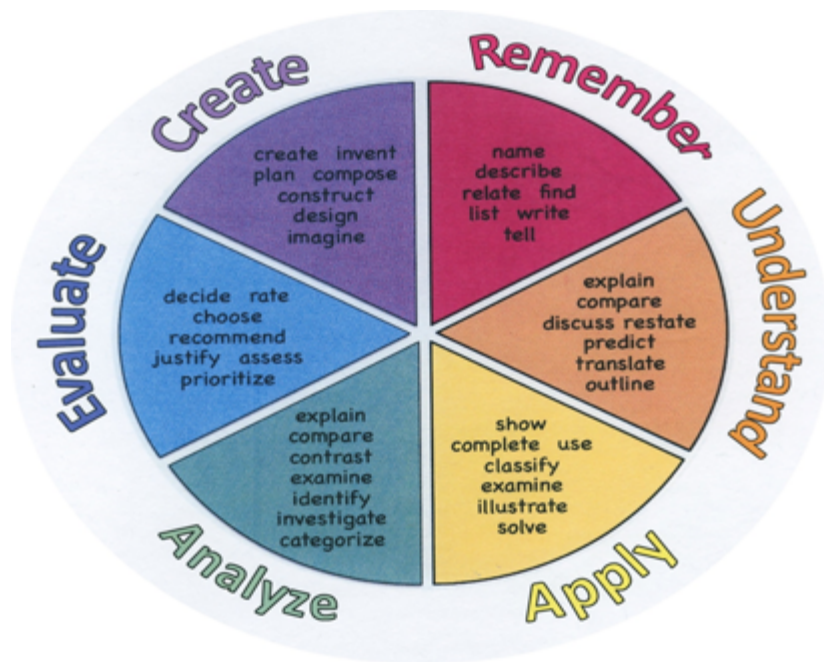 Remember
name
describe
relate find
list write
tell
Understand
explain
compare
discuss restate
predict
translate
outline
Apply
show
complete use
classify
examine
illustrate
solve
Analyze
explain
compare
contrast
examine
identify
investigate
categorize
Evaluate
decide rate
choose
recommend
justify assess
prioritize
Create
create invent
plan compose
construct
design
imagine